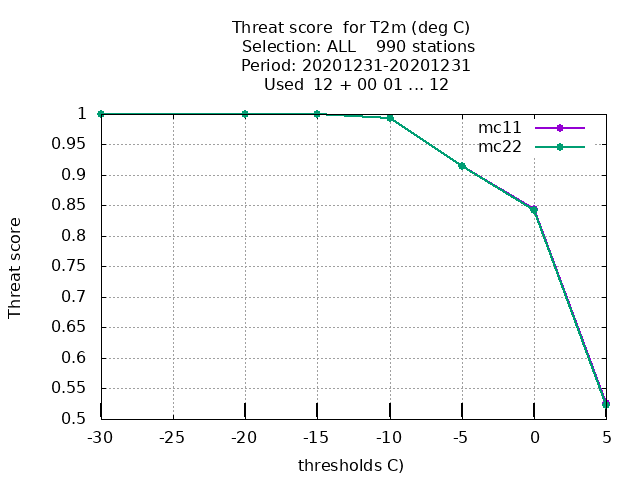 Threat score  for T2m (deg C)
Selection: ALL    990 stations
Period: 20201231-20201231
Used  12 + 00 01 ... 12
mc11
mc22
1
0.95
0.9
0.85
0.8
0.75
0.7
0.65
0.6
0.55
0.5
Threat score
-30 -25 -20 -15 -10 -5 0 5
thresholds C)